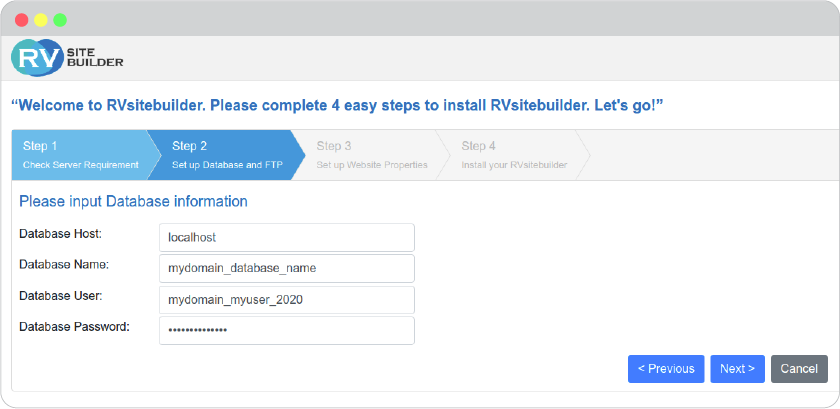 RV SITE
BUILDER
“Welcome to RVsitebuilder. Please complete 4 easy steps to install RVsitebuilder. Let's go!”
Step 1
Check Server Requirement
Step 2
Set up Database and FTP
Step 3
Set up Website Properties
Step 4
Install your RVsitebuilder
Please input Database information
Database Host:
localhost
Database Name:
mydomain_database_name
Database User:
mydomain_myuser_2020
Database Password:
••••••••••••••
< Previous
Next >
Cancel